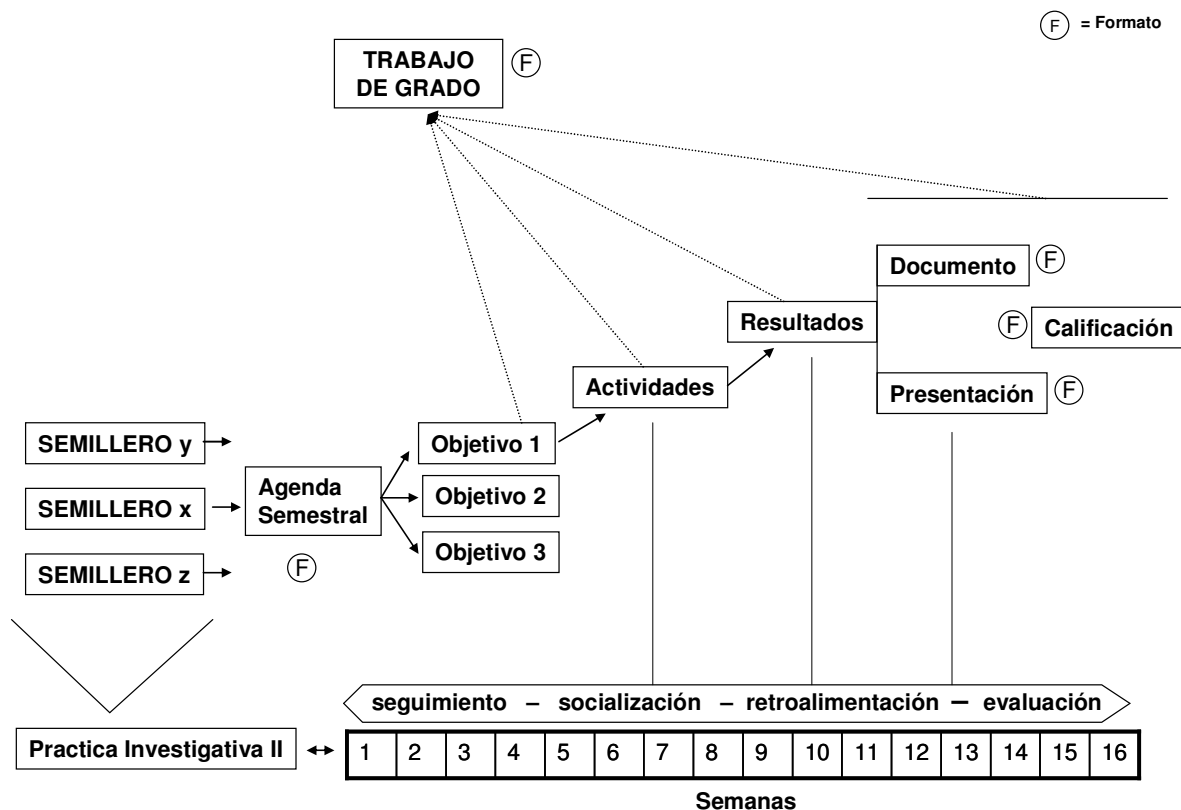 F = Formato
TRABAJO
DE GRADO
F
Documento
F
Resultados
F
Calificación
Actividades
Presentación
F
SEMILLERO y
Objetivo 1
Agenda
Semestral
SEMILLERO x
Objetivo 2
Objetivo 3
SEMILLERO z
F
seguimiento – socialización – retroalimentación – evaluación
Practica Investigativa II
1 2 3 4 5 6 7 8 9 10 11 12 13 14 15 16
Semanas